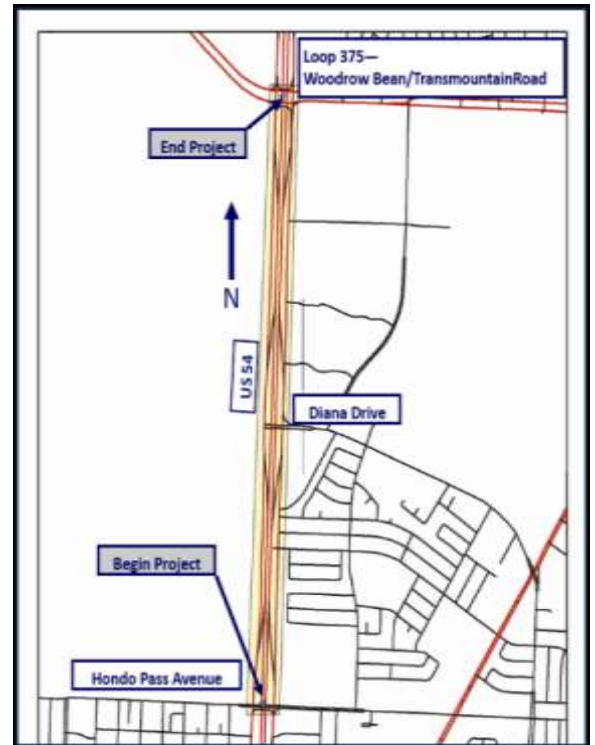 Loop 375—
Woodrow Bean/TransmountainRoad
End Project
N
US 54
Diana Drive
Begin Project
Hondo Pass Avenue